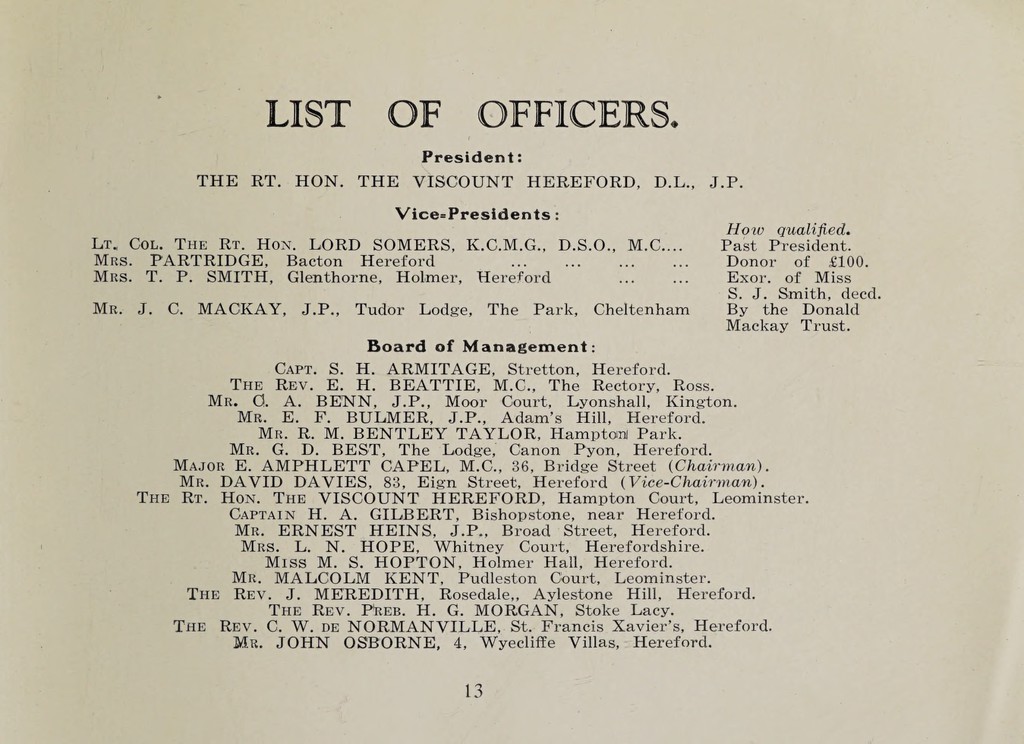 LIST OF OFFICERS.
President:
THE RT. HON. THE VISCOUNT HEREFORD, D.L., J.P.
Vice-Presidents:
How qualified.
LT. COL. THE RT. HON. LORD SOMERS, K.C.M.G., D.S.O., M.C.... Past President.
MRS. PARTRIDGE, Bacton Hereford ... ... ... ... Donor of £100.
MRS. T. P. SMITH, Glenthorne, Holmer, Hereford ... ... Exor. of Miss
S. J. Smith, decd.
MR. J. C. MACKAY, J.P., Tudor Lodge, The Park, Cheltenham By the Donald
Mackay Trust.
Board of Management:
CAPT. S. H. ARMITAGE, Stretton, Hereford.
THE REV. E. H. BEATTIE, M.C., The Rectory, Ross.
MR. C. A. BENN, J.P., Moor Court, Lyonshall, Kington.
MR. E. F. BULMER, J.P., Adam's Hill, Hereford.
MR. R. M. BENTLEY TAYLOR, Hampton Park.
MR. G. D. BEST, The Lodge, Canon Pyon, Hereford.
MAJOR E. AMPHLETT CAPEL, M.C., 36, Bridge Street (Chairman).
MR. DAVID DAVIES, 83, Eign Street, Hereford (Vice-Chairman).
THE RT. HON. THE VISCOUNT HEREFORD, Hampton Court, Leominster.
CAPTAIN H. A. GILBERT, Bishopstone, near Hereford.
MR. ERNEST HEINS, J.P., Broad Street, Hereford.
MRS. L. N. HOPE, Whitney Court, Herefordshire.
MISS M. S. HOPTON, Holmer Hall, Hereford.
MR. MALCOLM KENT, Pudleston Court, Leominster.
THE REV. J. MEREDITH, Rosedale,, Aylestone Hill, Hereford.
THE REV. PREB. H. G. MORGAN, Stoke Lacy.
THE REV. C. W. DE NORMANVILLE, St. Francis Xavier's, Hereford.
MR. JOHN OSBORNE, 4, Wyecliffe Villas, Hereford.
13